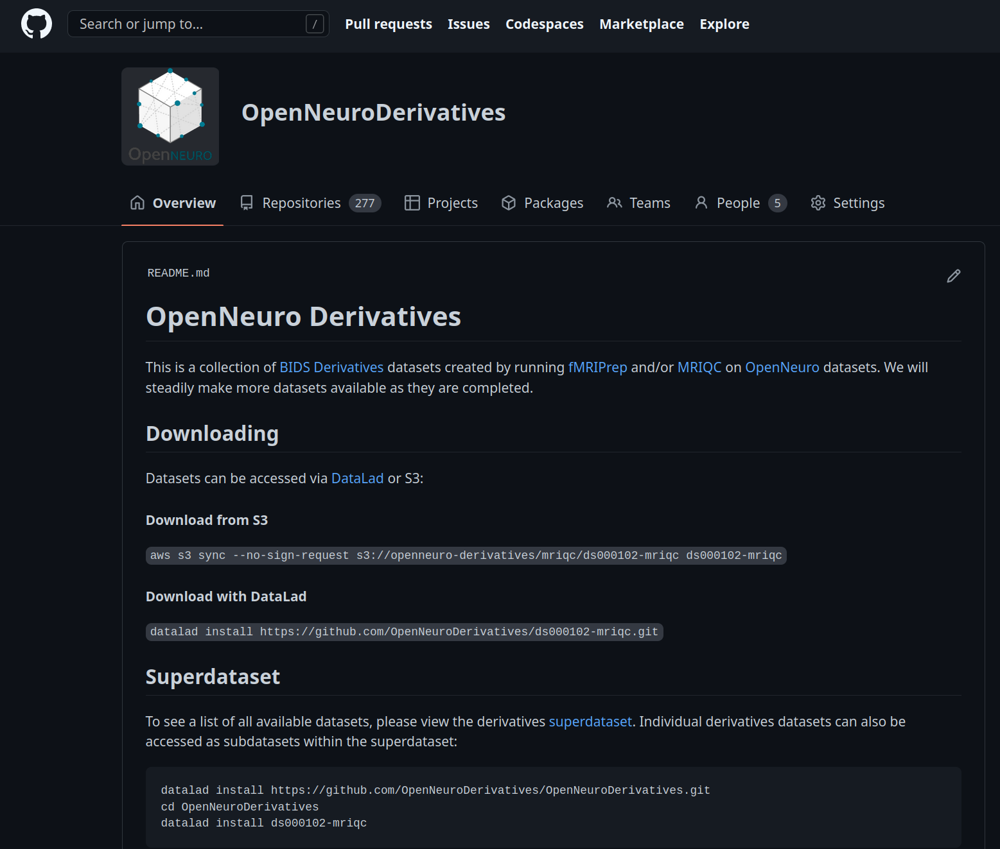 Search or jump to... /
Pull requests Issues Codespaces Marketplace Explore
OpenNEURO
OpenNeuroDerivatives
Overview Repositories 277 Projects Packages Teams People 5 Settings
README.md
OpenNeuro Derivatives
This is a collection of BIDS Derivatives datasets created by running fMRIPrep and/or MRIQC on OpenNeuro datasets. We will
steadily make more datasets available as they are completed.
Downloading
Datasets can be accessed via DataLad or S3:
Download from S3
aws s3 sync --no-sign-request s3://openneuro-derivatives/mriqc/ds000102-mriqc ds000102-mriqc
Download with DataLad
datalad install https://github.com/OpenNeuroDerivatives/ds000102-mriqc.git
Superdataset
To see a list of all available datasets, please view the derivatives superdataset. Individual derivatives datasets can also be
accessed as subdatasets within the superdataset:
datalad install https://github.com/OpenNeuroDerivatives/OpenNeuroDerivatives.git
cd OpenNeuroDerivatives
datalad install ds000102-mriqc